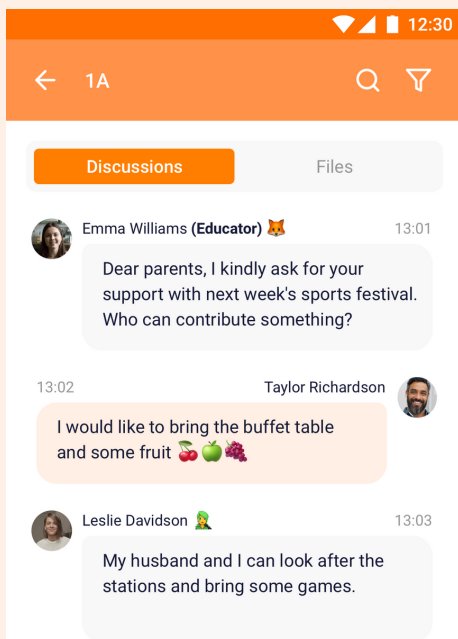 12:30
1A
Discussions
Files
Emma Williams (Educator) 🦊 13:01
Dear parents, I kindly ask for your
support with next week's sports festival.
Who can contribute something?
13:02 Taylor Richardson
I would like to bring the buffet table
and some fruit 🍒🍏🍇
Leslie Davidson 🧝‍♀️ 13:03
My husband and I can look after the
stations and bring some games.